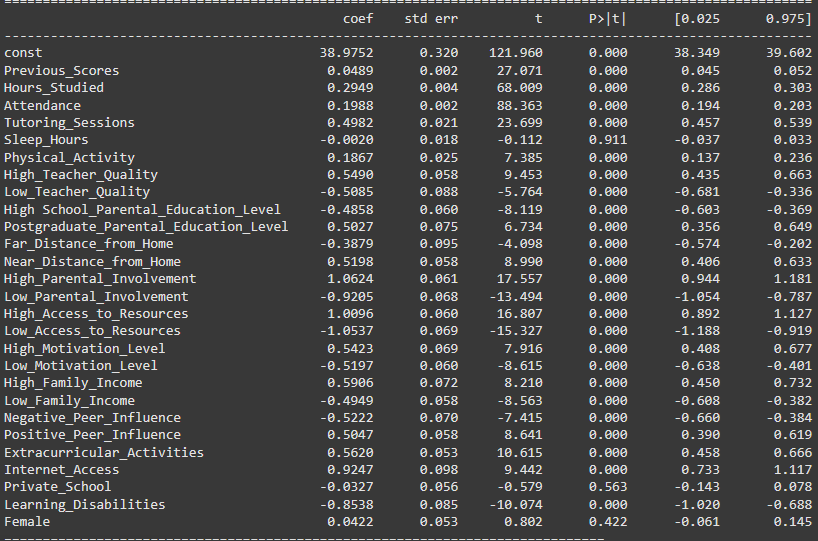 coef std err t P>|t| [0.025 0.975]
const 38.9752 0.320 121.960 0.000 38.349 39.602
Previous_Scores 0.0489 0.002 27.071 0.000 0.045 0.052
Hours_Studied 0.2949 0.004 68.009 0.000 0.286 0.303
Attendance 0.1988 0.002 88.363 0.000 0.194 0.203
Tutoring_Sessions 0.4982 0.021 23.699 0.000 0.457 0.539
Sleep_Hours -0.0020 0.018 -0.112 0.911 -0.037 0.033
Physical_Activity 0.1867 0.025 7.385 0.000 0.137 0.236
High_Teacher_Quality 0.5490 0.058 9.453 0.000 0.435 0.663
Low_Teacher_Quality -0.5085 0.088 -5.764 0.000 -0.681 -0.336
High School_Parental_Education_Level -0.4858 0.060 -8.119 0.000 -0.603 -0.369
Postgraduate_Parental_Education_Level 0.5027 0.075 6.734 0.000 0.356 0.649
Far_Distance_from_Home -0.3879 0.095 -4.098 0.000 -0.574 -0.202
Near_Distance_from_Home 0.5198 0.058 8.990 0.000 0.406 0.633
High_Parental_Involvement 1.0624 0.061 17.557 0.000 0.944 1.181
Low_Parental_Involvement -0.9205 0.068 -13.494 0.000 -1.054 -0.787
High_Access_to_Resources 1.0096 0.060 16.807 0.000 0.892 1.127
Low_Access_to_Resources -1.0537 0.069 -15.327 0.000 -1.188 -0.919
High_Motivation_Level 0.5423 0.069 7.916 0.000 0.408 0.677
Low_Motivation_Level -0.5197 0.060 -8.615 0.000 -0.638 -0.401
High_Family_Income 0.5906 0.072 8.210 0.000 0.450 0.732
Low_Family_Income -0.4949 0.058 -8.563 0.000 -0.608 -0.382
Negative_Peer_Influence -0.5222 0.070 -7.415 0.000 -0.660 -0.384
Positive_Peer_Influence 0.5047 0.058 8.641 0.000 0.390 0.619
Extracurricular_Activities 0.5620 0.053 10.615 0.000 0.458 0.666
Internet_Access 0.9247 0.098 9.442 0.000 0.733 1.117
Private_School -0.0327 0.056 -0.579 0.563 -0.143 0.078
Learning_Disabilities -0.8538 0.085 -10.074 0.000 -1.020 -0.688
Female 0.0422 0.053 0.802 0.422 -0.061 0.145